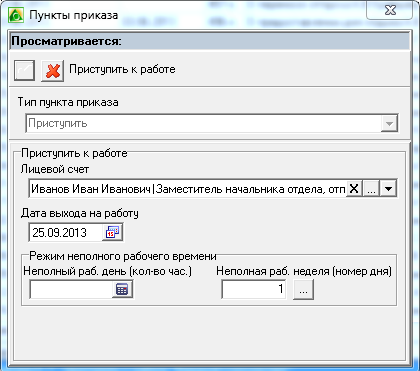 Пункты приказа
Просматривается:
Приступить к работе
Тип пункта приказа
Приступить
Приступить к работе
Лицевой счет
Иванов Иван Иванович|Заместитель начальника отдела, отп
...
Дата выхода на работу
25.09.2013
Режим неполного рабочего времени
Неполный раб. день (кол-во час.) Неполная раб. неделя (номер дня)
1 ...